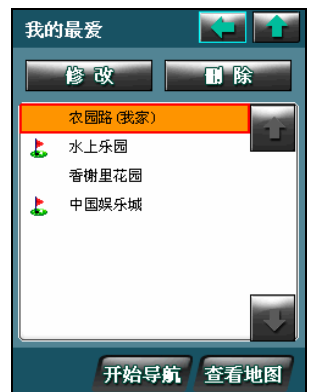 我的最爱
修改 删除
农园路(我家)
水上乐园
香榭里花园
中国娱乐城
开始导航 查看地图